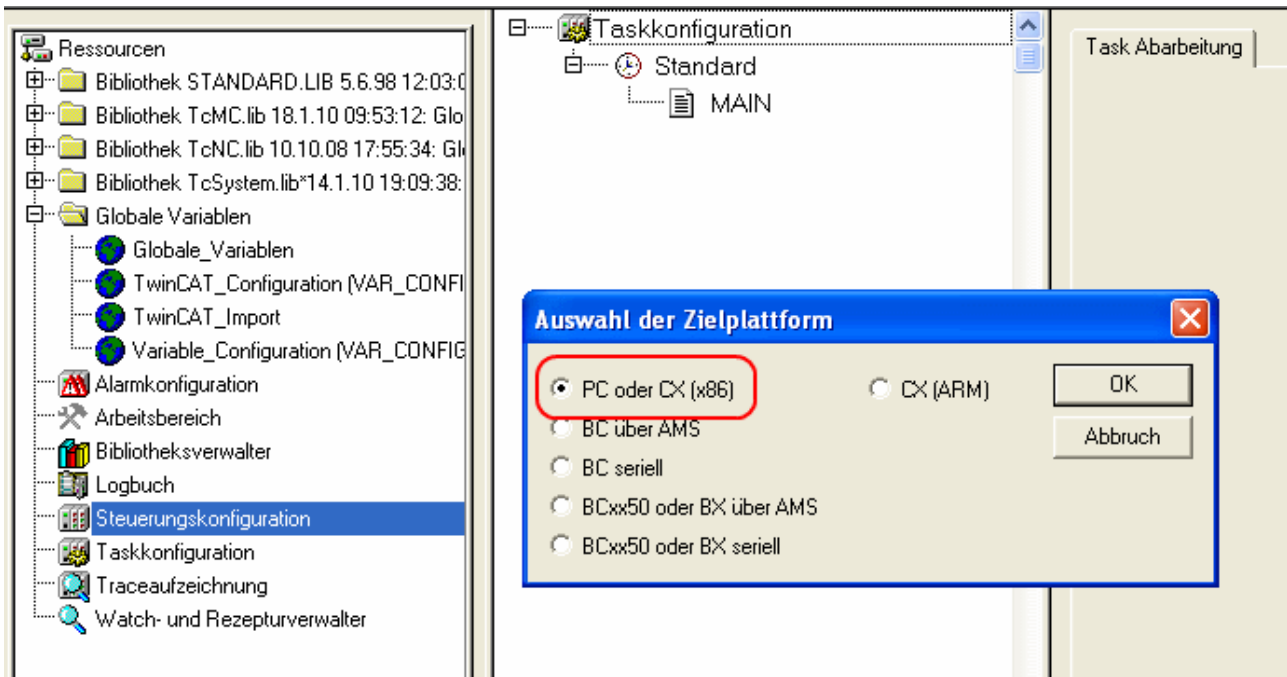 Ressourcen
Bibliothek STANDARD.LIB 5.6.98 12:03:0
Bibliothek TcMC.lib 18.1.10 09:53:12: Glo
Bibliothek TcNC.lib 10.10.08 17:55:34: Gl
Bibliothek TcSystem.lib*14.1.10 19:09:38:
Globale Variablen
Globale_Variablen
TwinCAT_Configuration (VAR_CONFI
TwinCAT_Import
Variable_Configuration (VAR_CONFIG
Alarmkonfiguration
Arbeitsbereich
Bibliotheksverwalter
Logbuch
Steuerungskonfiguration
Taskkonfiguration
Traceaufzeichnung
Watch- und Rezepturverwalter
Taskkonfiguration
Standard
MAIN
Task Abarbeitung
Auswahl der Zielplattform
PC oder CX (x86)
CX (ARM)
OK
BC über AMS
Abbruch
BC seriell
BCxx50 oder BX über AMS
BCxx50 oder BX seriell